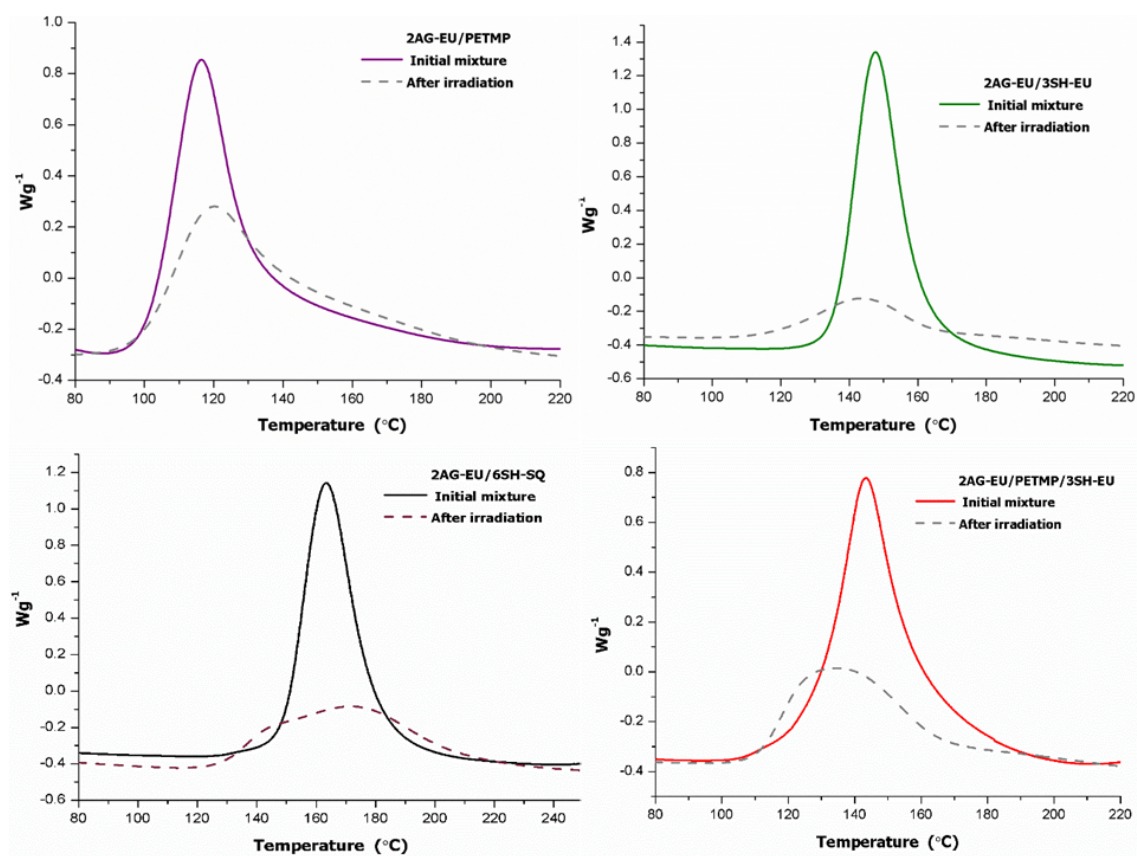 1.0
0.8
0.6
0.4
0.2
0.0
-0.2
-0.4
Wg-1
2AG-EU/PETMP
Initial mixture
After irradiation
80 100 120 140 160 180 200 220
Temperature (°C)
1.4
1.2
1.0
0.8
0.6
0.4
0.2
0.0
-0.2
-0.4
-0.6
Wg-1
2AG-EU/3SH-EU
Initial mixture
After irradiation
80 100 120 140 160 180 200 220
Temperature (°C)
1.2
1.0
0.8
0.6
0.4
0.2
0.0
-0.2
-0.4
-0.6
Wg-1
2AG-EU/6SH-SQ
Initial mixture
After irradiation
80 100 120 140 160 180 200 220 240
Temperature (°C)
0.8
0.6
0.4
0.2
0.0
-0.2
-0.4
Wg-1
2AG-EU/PETMP/3SH-EU
Initial mixture
After irradiation
80 100 120 140 160 180 200 220
Temperature (°C)